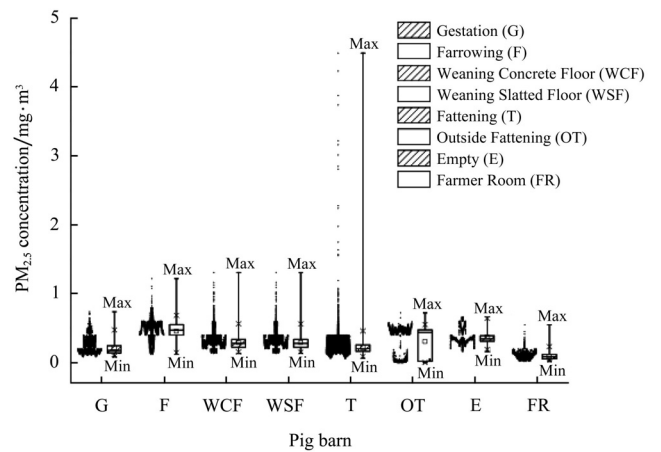 5
4
3
2
1
0
PM2.5 concentration/mg·m³
Gestation (G)
Farrowing (F)
Weaning Concrete Floor (WCF)
Weaning Slatted Floor (WSF)
Fattening (T)
Outside Fattening (OT)
Empty (E)
Farmer Room (FR)
Max
Max
Max
Max
Max
Max
Max
Max
Min
Min
Min
Min
Min
Min
Min
Min
G F WCF WSF T OT E FR
Pig barn